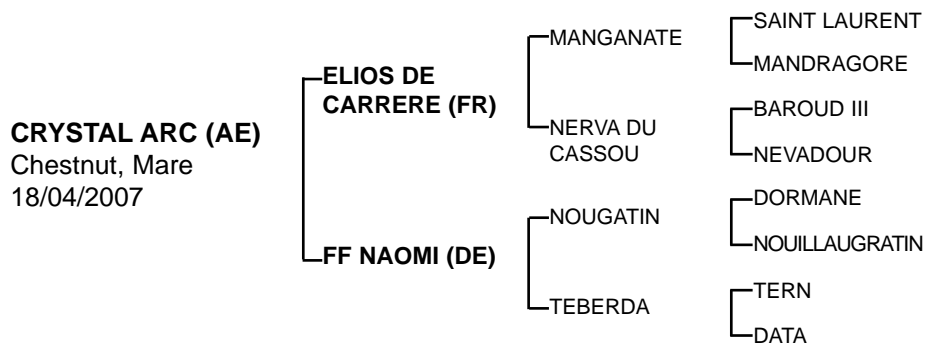 CRYSTAL ARC (AE)
Chestnut, Mare
18/04/2007
ELIOS DE
CARRERE (FR)
FF NAOMI (DE)
MANGANATE
NERVA DU
CASSOU
NOUGATIN
TEBERDA
SAINT LAURENT
MANDRAGORE
BAROUD III
NEVADOUR
DORMANE
NOUILLAUGRATIN
TERN
DATA